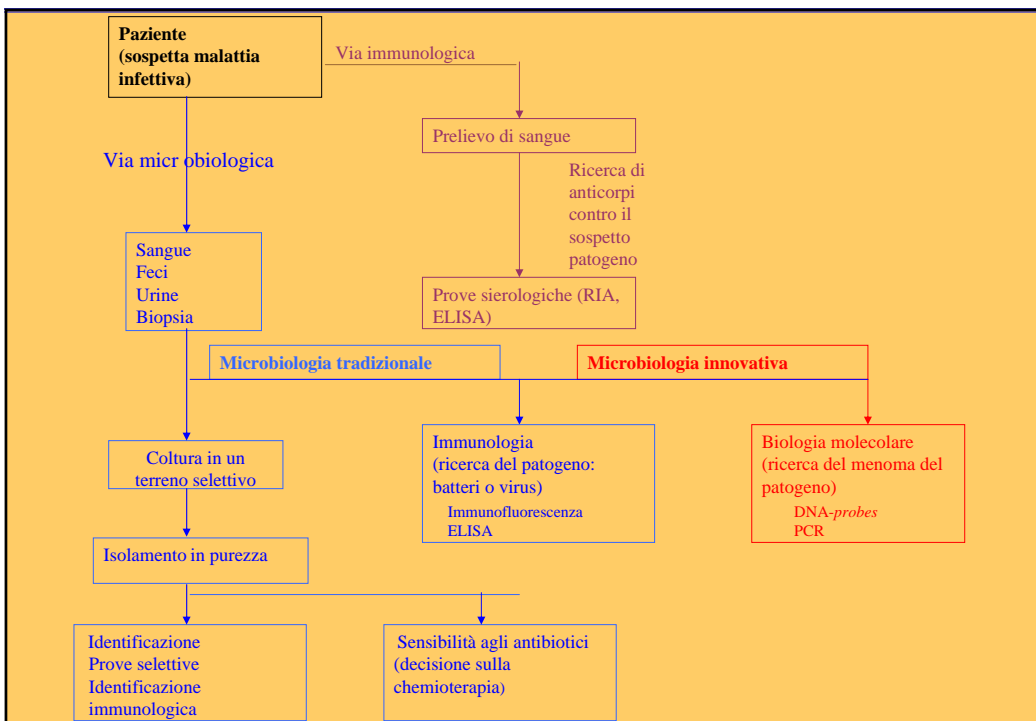 Paziente
(sospetta malattia
infettiva)
Via immunologica
Prelievo di sangue
Via micr obiologica
Ricerca di
anticorpi
contro il
sospetto
patogeno
Sangue
Feci
Urine
Biopsia
Prove sierologiche (RIA,
ELISA)
Microbiologia tradizionale
Microbiologia innovativa
Coltura in un
terreno selettivo
Immunologia
(ricerca del patogeno:
batteri o virus)
Immunofluorescenza
ELISA
Biologia molecolare
(ricerca del menoma del
patogeno)
DNA-probes
PCR
Isolamento in purezza
Identificazione
Prove selettive
Identificazione
immunologica
Sensibilità agli antibiotici
(decisione sulla
chemioterapia)